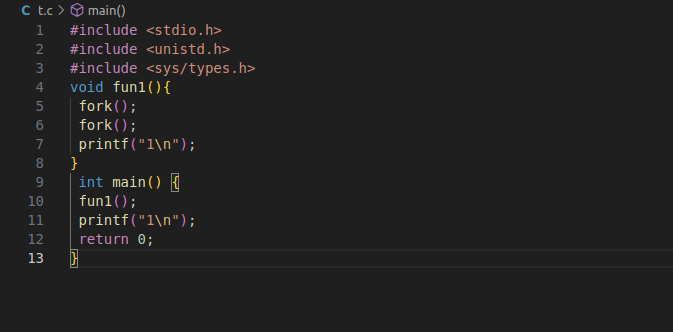 C t.c > main()
1 #include <stdio.h>
2 #include <unistd.h>
3 #include <sys/types.h>
4 void fun1(){
5 fork();
6 fork();
7 printf("1\n");
8 }
9 int main() {
10 fun1();
11 printf("1\n");
12 return 0;
13 }